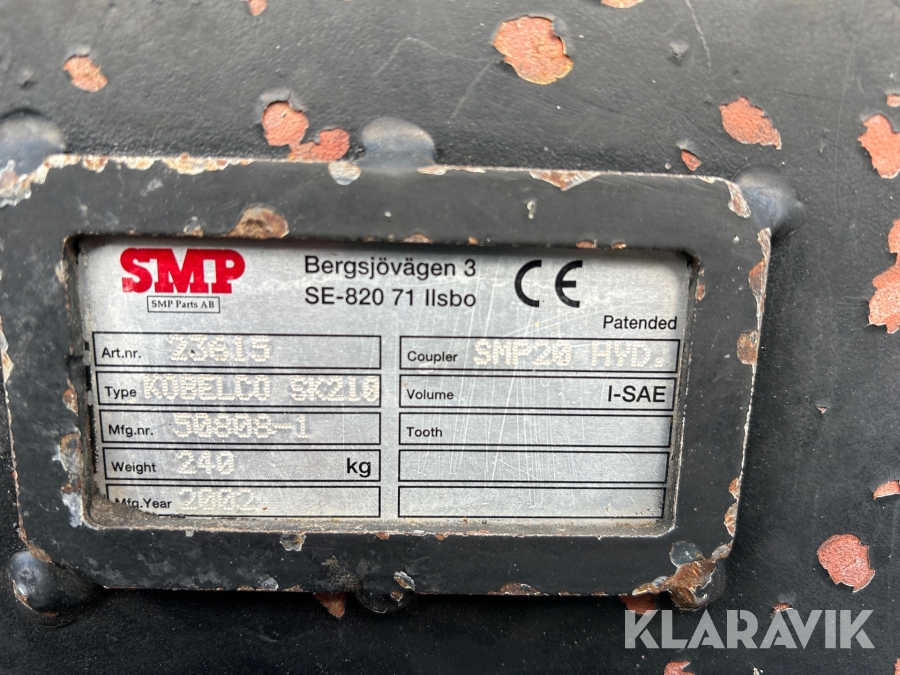 SMP
SMP Parts AB
Bergsjövägen 3
SE-820 71 Ilsbo
CE
Patended
Art.nr. 23615
Type KOBELCO SK210
Mfg.nr. 50808-1
Weight 240 kg
Mfg.Year 2002
Coupler SMP20 HYD.
Volume I-SAE
Tooth
KLARAVIK